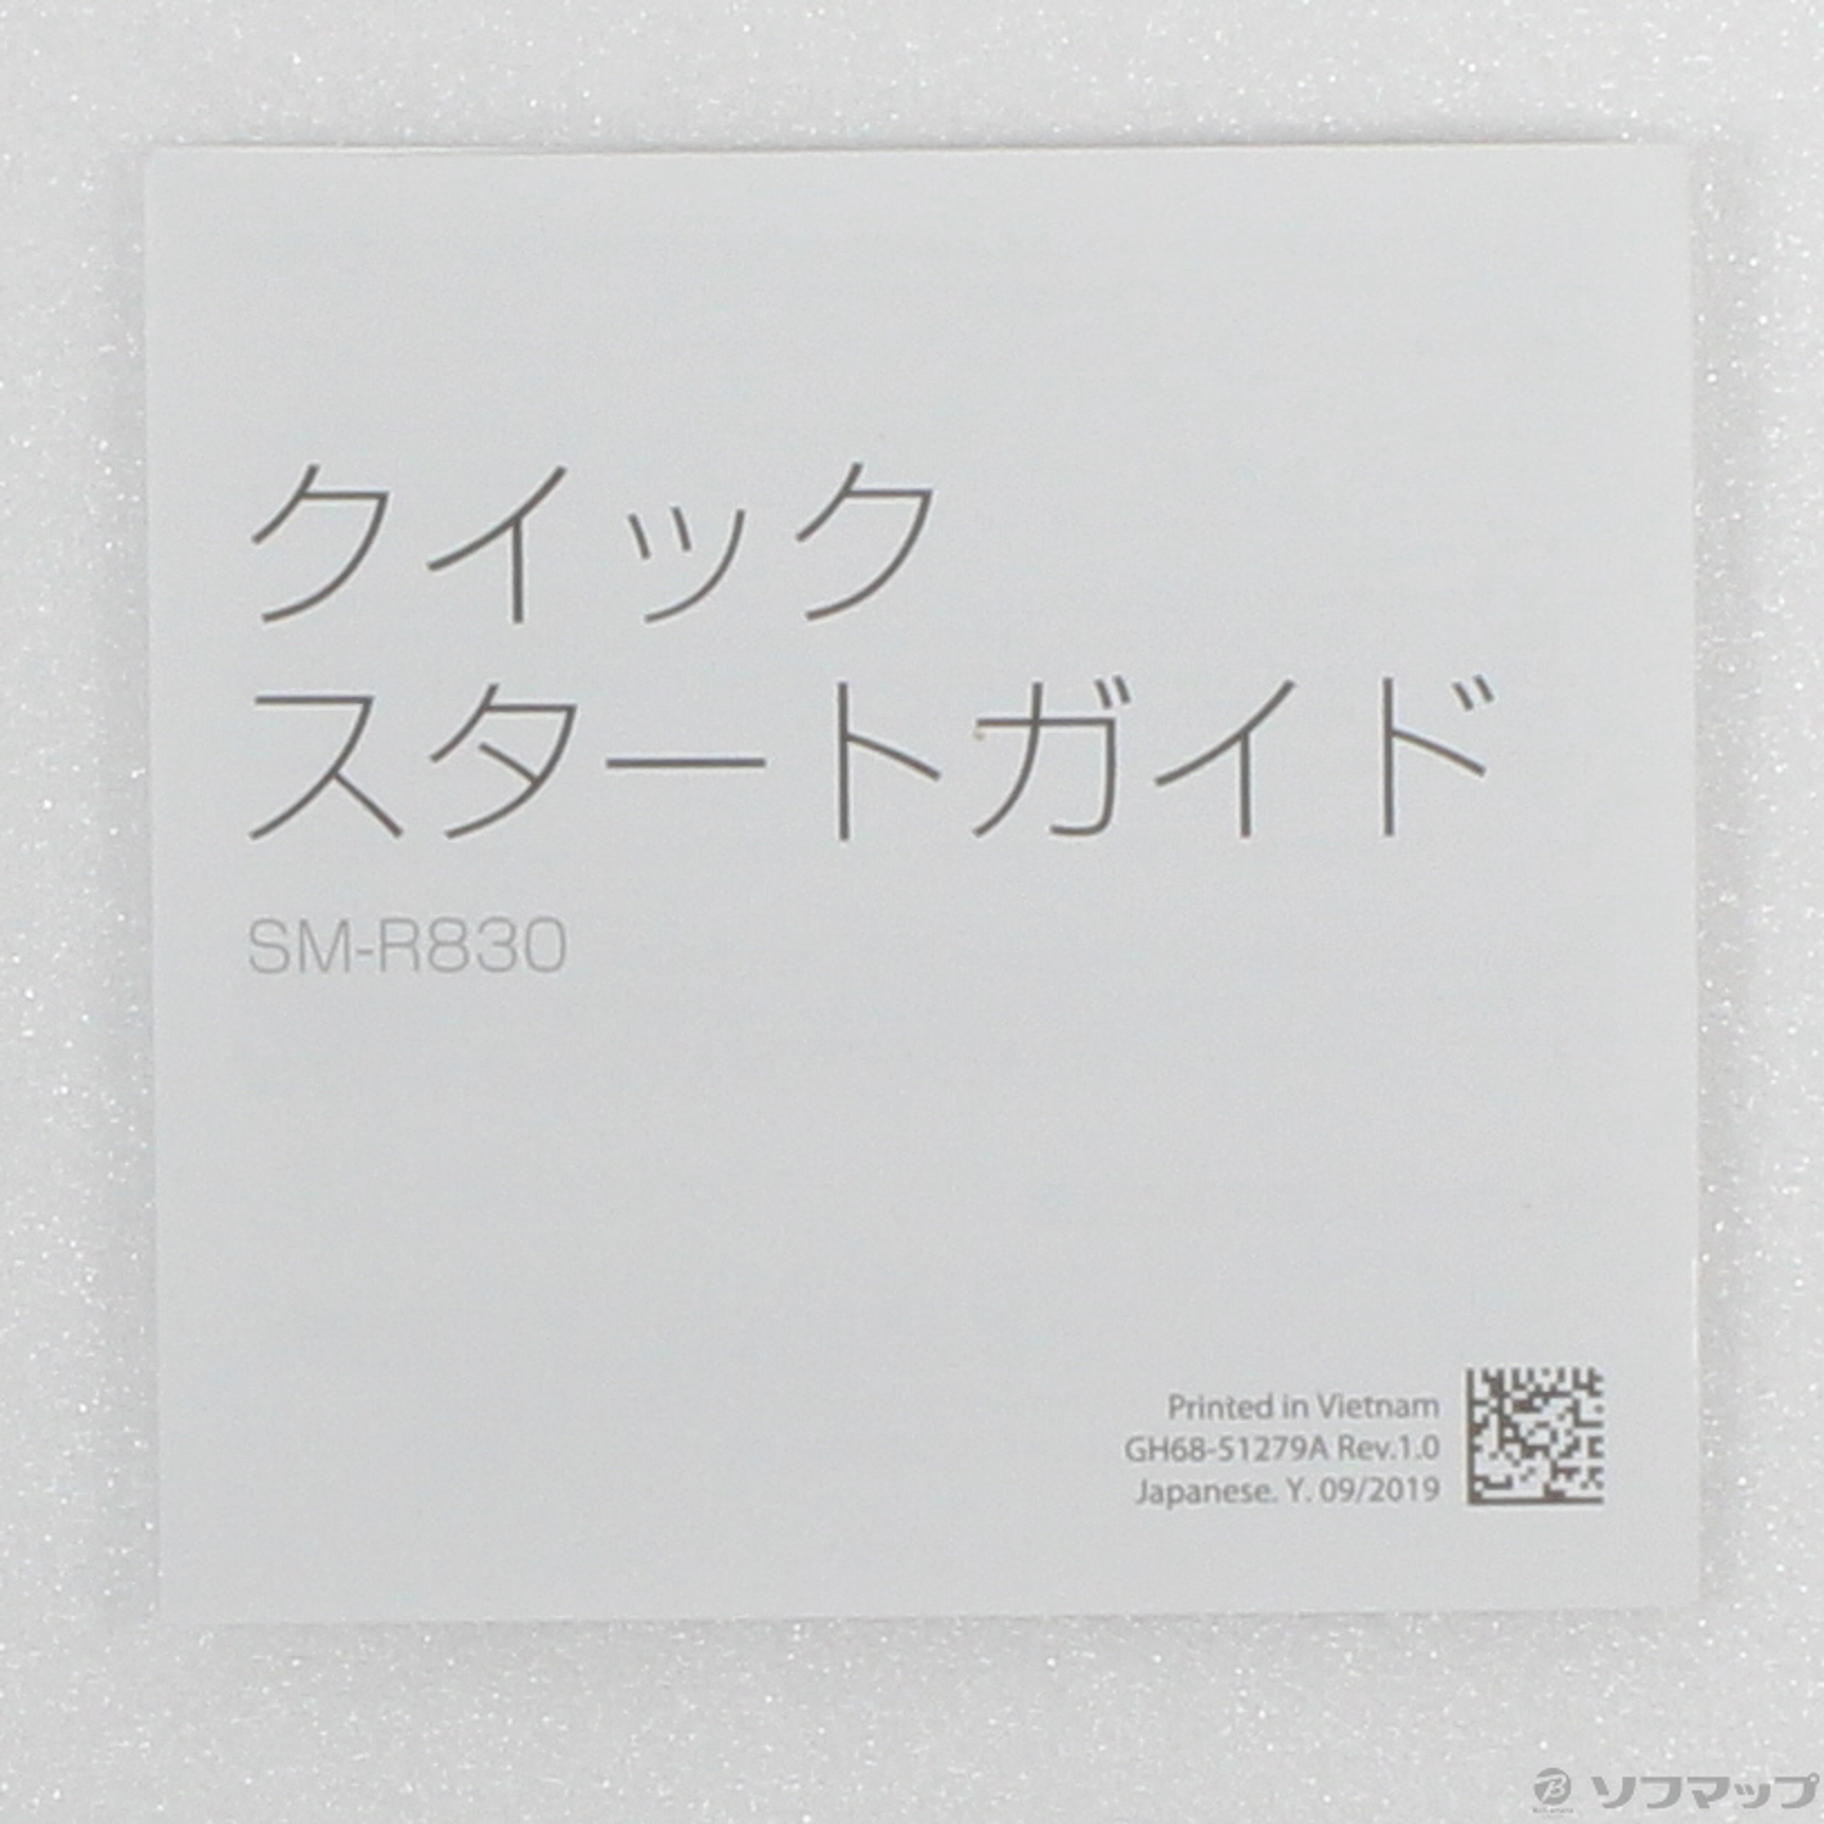 クイック
スタートガイド
SM-R830
Printed in Vietnam
GH68-51279A Rev.1.0
Japanese. Y. 09/2019
ソフマップ